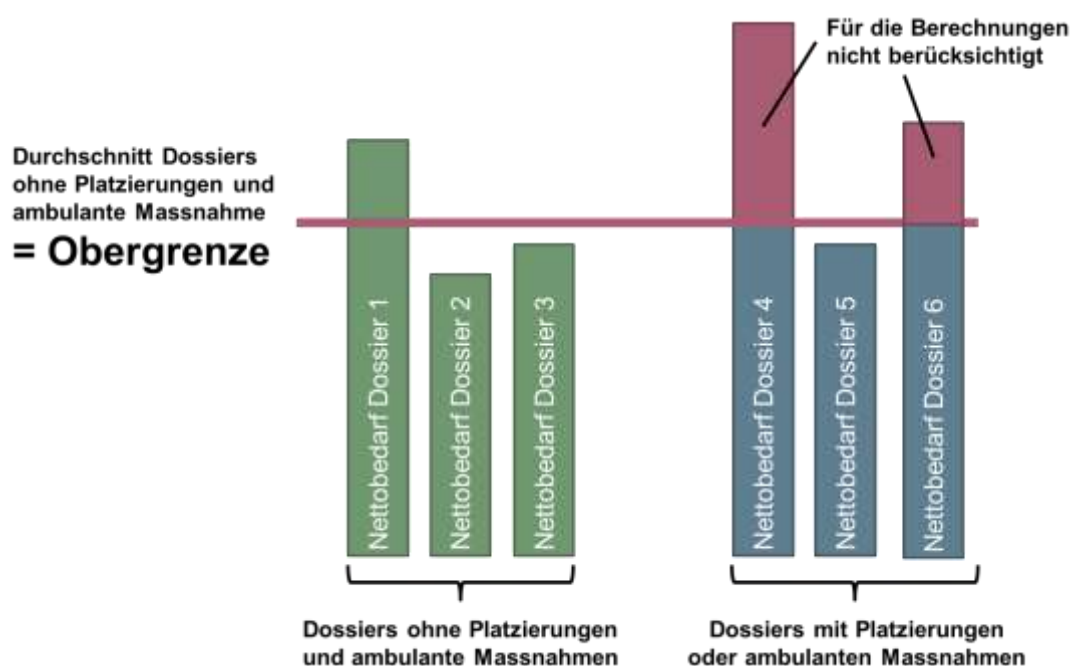 Für die Berechnungen
nicht berücksichtigt
Durchschnitt Dossiers
ohne Platzierungen und
ambulante Massnahme
= Obergrenze
Nettobedarf Dossier 1
Nettobedarf Dossier 2
Nettobedarf Dossier 3
Nettobedarf Dossier 4
Nettobedarf Dossier 5
Nettobedarf Dossier 6
Dossiers ohne Platzierungen
und ambulante Massnahmen
Dossiers mit Platzierungen
oder ambulanten Massnahmen